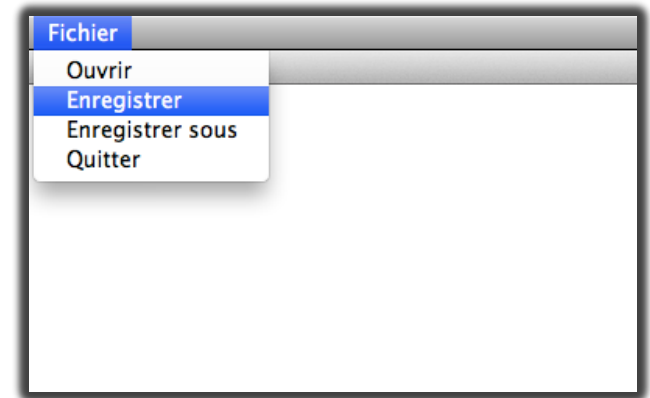 Fichier
Ouvrir
Enregistrer
Enregistrer sous
Quitter